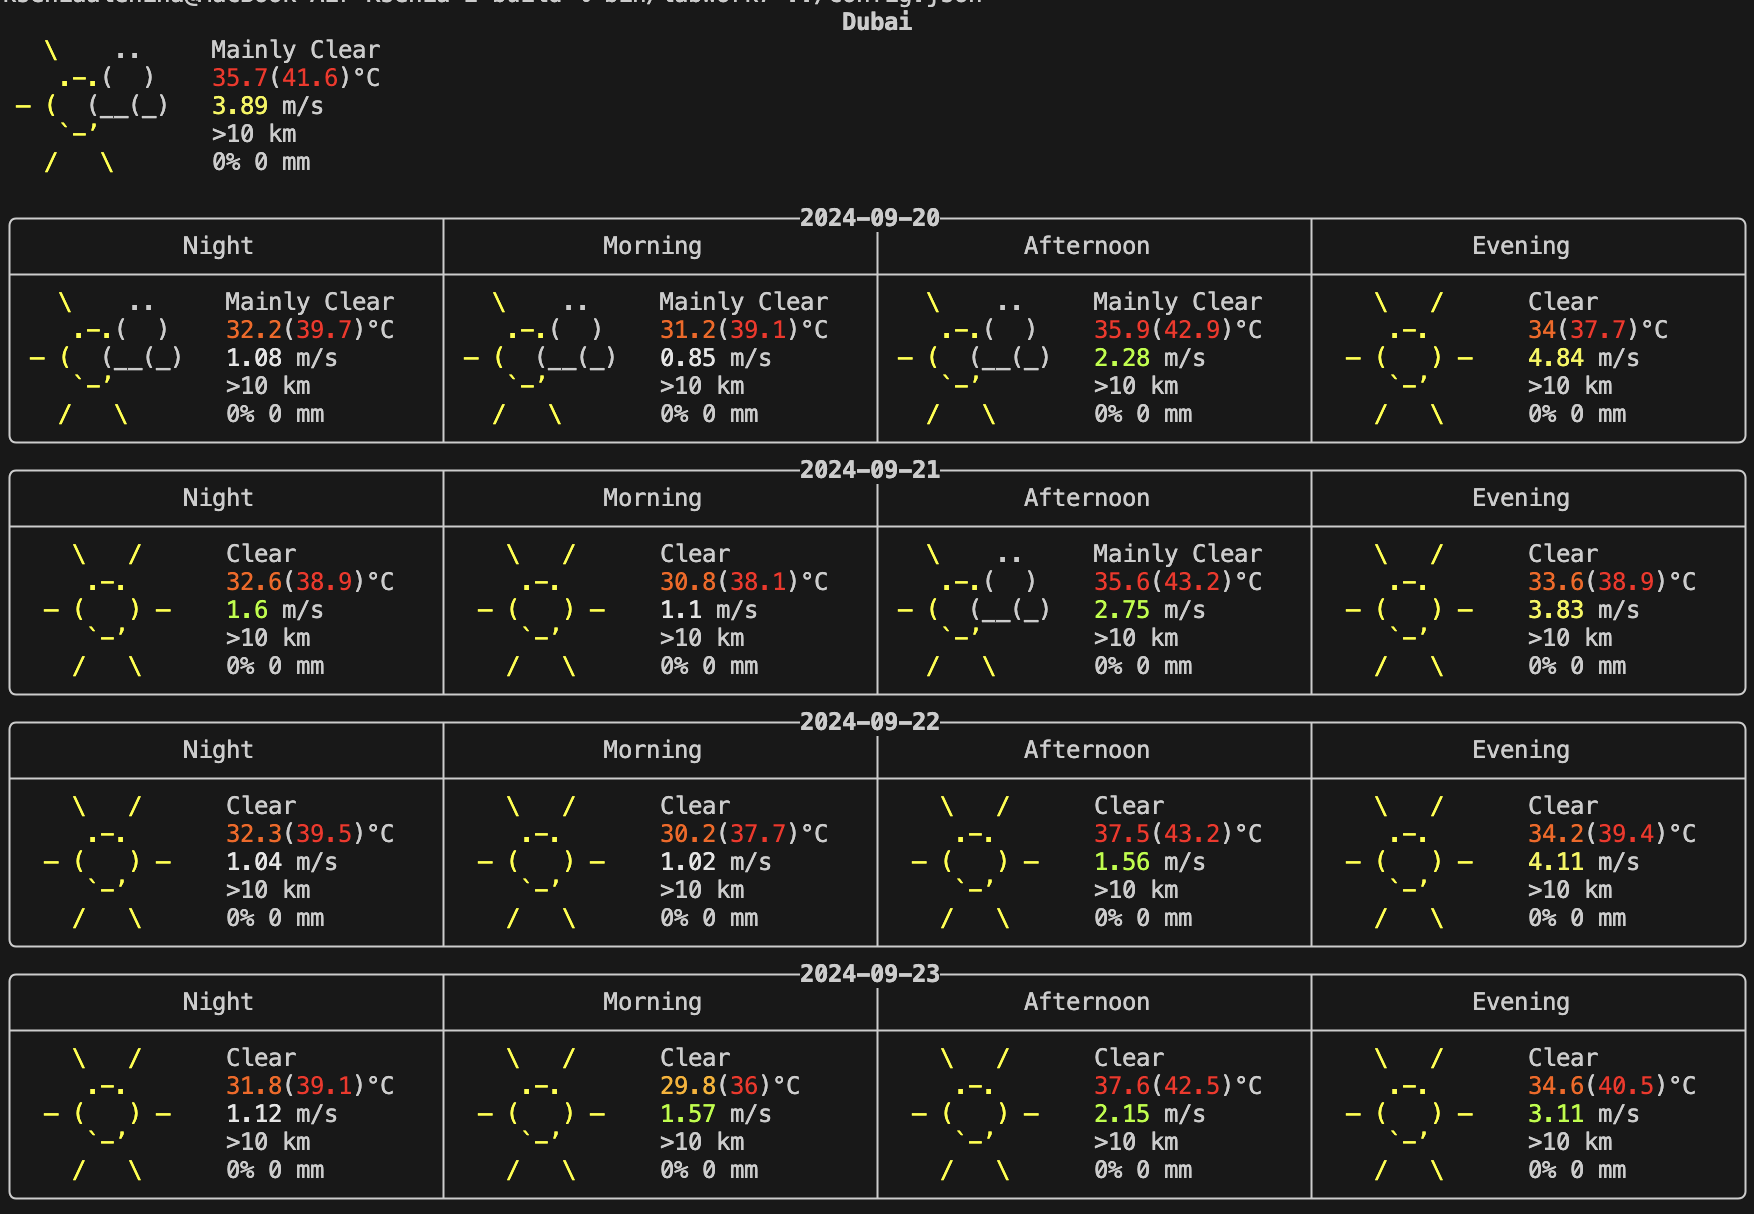 Dubai
Mainly Clear
35.7(41.6)°C
3.89 m/s
>10 km
0% 0 mm
2024-09-20
Night Morning Afternoon Evening
Mainly Clear Mainly Clear Mainly Clear Clear
32.2(39.7)°C 31.2(39.1)°C 35.9(42.9)°C 34(37.7)°C
1.08 m/s 0.85 m/s 2.28 m/s 4.84 m/s
>10 km >10 km >10 km >10 km
0% 0 mm 0% 0 mm 0% 0 mm 0% 0 mm
2024-09-21
Night Morning Afternoon Evening
Clear Clear Mainly Clear Clear
32.6(38.9)°C 30.8(38.1)°C 35.6(43.2)°C 33.6(38.9)°C
1.6 m/s 1.1 m/s 2.75 m/s 3.83 m/s
>10 km >10 km >10 km >10 km
0% 0 mm 0% 0 mm 0% 0 mm 0% 0 mm
2024-09-22
Night Morning Afternoon Evening
Clear Clear Clear Clear
32.3(39.5)°C 30.2(37.7)°C 37.5(43.2)°C 34.2(39.4)°C
1.04 m/s 1.02 m/s 1.56 m/s 4.11 m/s
>10 km >10 km >10 km >10 km
0% 0 mm 0% 0 mm 0% 0 mm 0% 0 mm
2024-09-23
Night Morning Afternoon Evening
Clear Clear Clear Clear
31.8(39.1)°C 29.8(36)°C 37.6(42.5)°C 34.6(40.5)°C
1.12 m/s 1.57 m/s 2.15 m/s 3.11 m/s
>10 km >10 km >10 km >10 km
0% 0 mm 0% 0 mm 0% 0 mm 0% 0 mm